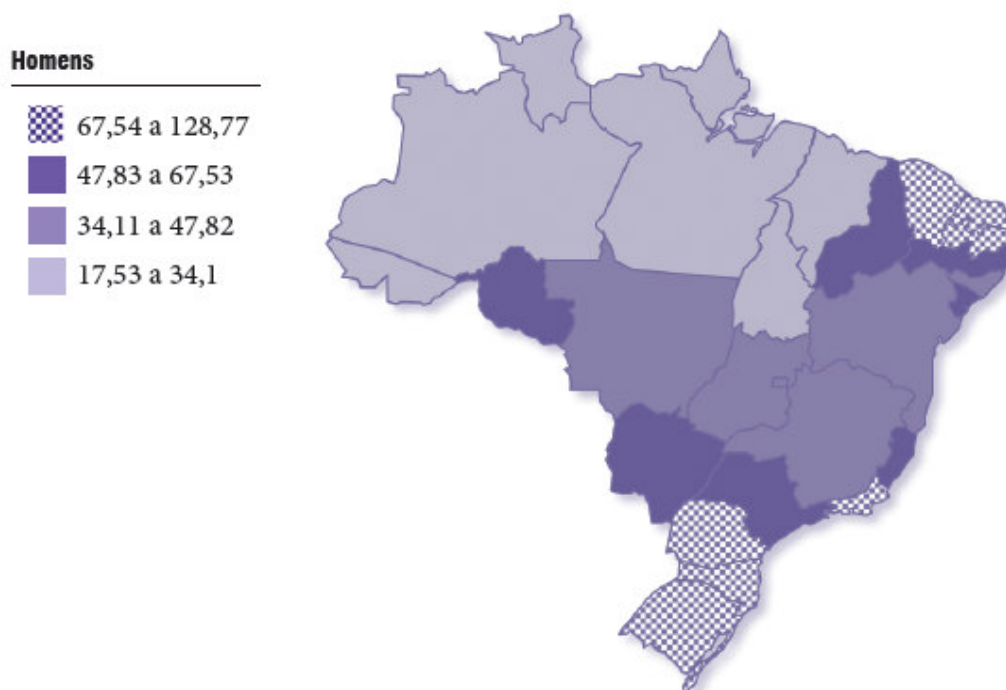 Homens
67,54 a 128,77
47,83 a 67,53
34,11 a 47,82
17,53 a 34,1